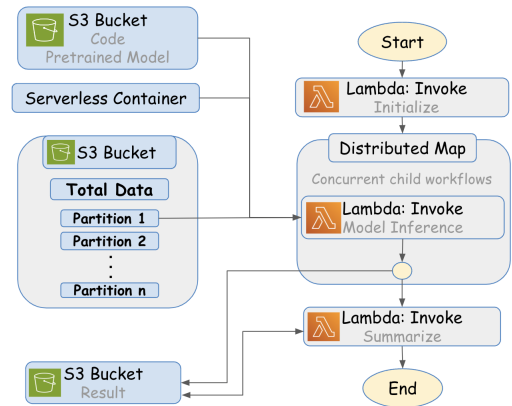 S3 Bucket
Code
Pretrained Model
Serverless Container
S3 Bucket
Total Data
Partition 1
Partition 2
Partition n
S3 Bucket
Result
Start
Lambda: Invoke
Initialize
Distributed Map
Concurrent child workflows
Lambda: Invoke
Model Inference
Lambda: Invoke
Summarize
End